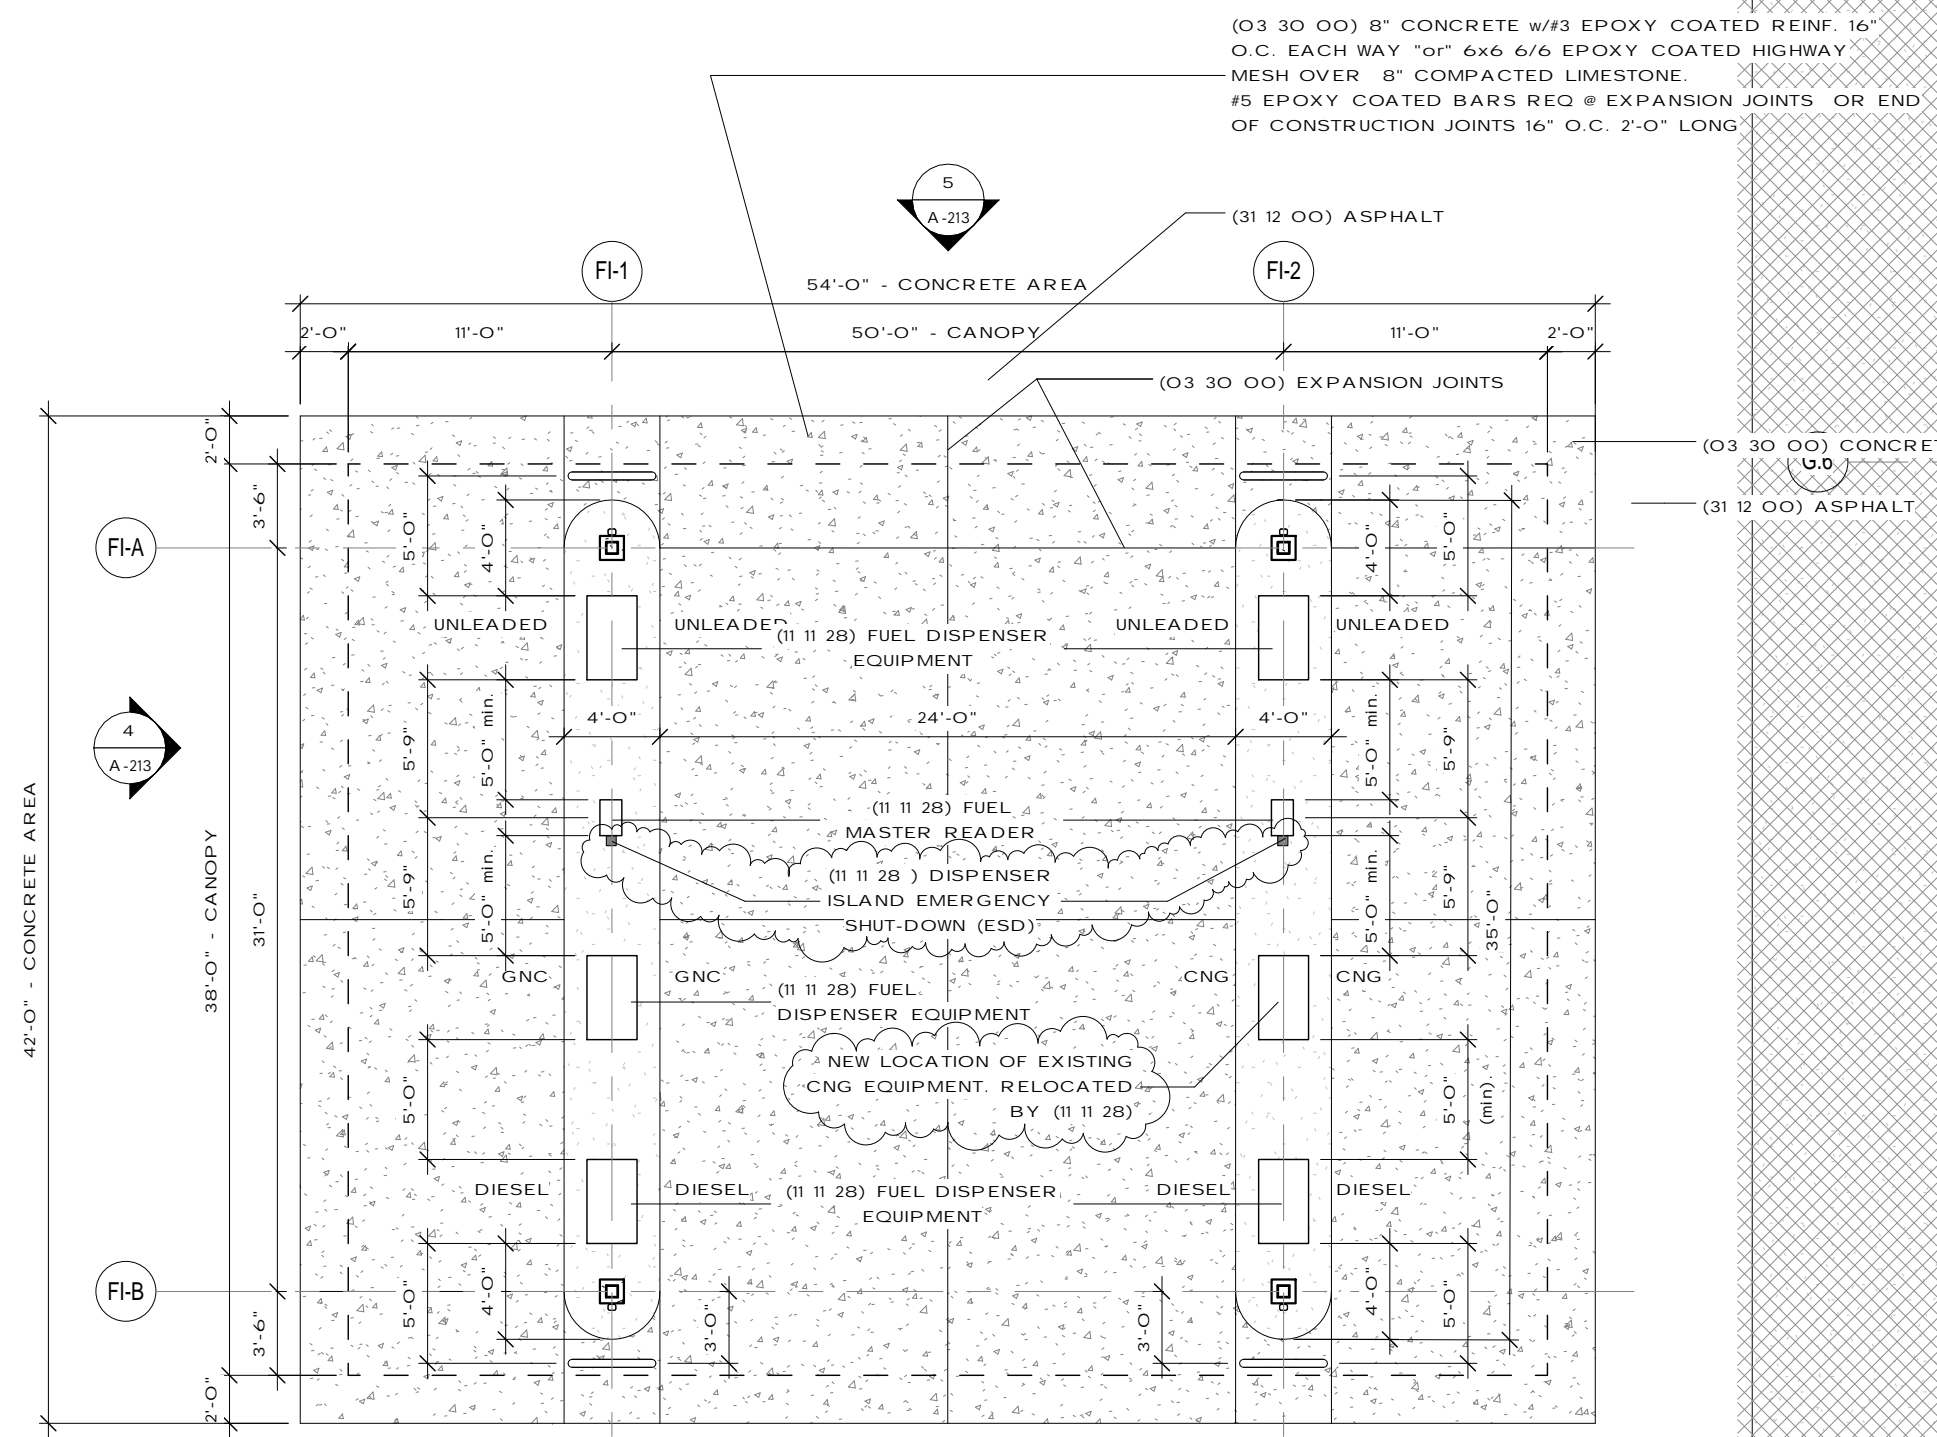 (03 30 00) 8" CONCRETE w/#3 EPOXY COATED REINF. 16"
O.C. EACH WAY "or" 6x6 6/6 EPOXY COATED HIGHWAY
MESH OVER 8" COMPACTED LIMESTONE.
#5 EPOXY COATED BARS REQ @ EXPANSION JOINTS OR END
OF CONSTRUCTION JOINTS 16" O.C. 2'-0" LONG
5
A-213
(31 12 00) ASPHALT
FI-1
FI-2
54'-0" - CONCRETE AREA
2'-0"
11'-0"
50'-0" - CANOPY
11'-0"
2'-0"
(03 30 00) EXPANSION JOINTS
(03 30 00) CONCRET
G.6
(31 12 00) ASPHALT
2'-0"
3'-6"
FI-A
5'-0"
4'-0"
4'-0"
5'-0"
UNLEADED
UNLEADED
(11 11 28) FUEL DISPENSER
EQUIPMENT
UNLEADED
UNLEADED
4'-0"
24'-0"
4'-0"
5'-9"
5'-0" min.
5'-0" min.
5'-9"
4
A-213
(11 11 28) FUEL
MASTER READER
(11 11 28 ) DISPENSER
ISLAND EMERGENCY
SHUT-DOWN (ESD)
5'-9"
5'-0" min.
5'-0" min.
5'-9"
35'-0"
(min).
42'-0" - CONCRETE AREA
38'-0" - CANOPY
31'-0"
GNC
GNC
CNG
CNG
(11 11 28) FUEL
DISPENSER EQUIPMENT
NEW LOCATION OF EXISTING
CNG EQUIPMENT. RELOCATED
BY (11 11 28)
5'-0"
5'-0"
DIESEL
DIESEL
(11 11 28) FUEL DISPENSER
EQUIPMENT
DIESEL
DIESEL
FI-B
3'-6"
5'-0"
4'-0"
3'-0"
3'-0"
4'-0"
5'-0"
2'-0"